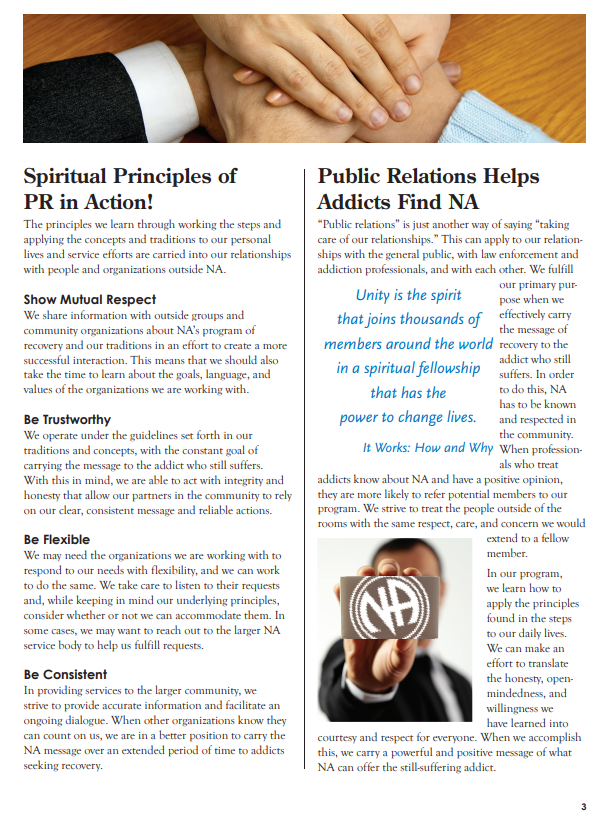 Spiritual Principles of
PR in Action!
The principles we learn through working the steps and
applying the concepts and traditions to our personal
lives and service efforts are carried into our relationships
with people and organizations outside NA.
Show Mutual Respect
We share information with outside groups and
community organizations about NA’s program of
recovery and our traditions in an effort to create a more
successful interaction. This means that we should also
take the time to learn about the goals, language, and
values of the organizations we are working with.
Be Trustworthy
We operate under the guidelines set forth in our
traditions and concepts, with the constant goal of
carrying the message to the addict who still suffers.
With this in mind, we are able to act with integrity and
honesty that allow our partners in the community to rely
on our clear, consistent message and reliable actions.
Be Flexible
We may need the organizations we are working with to
respond to our needs with flexibility, and we can work
to do the same. We take care to listen to their requests
and, while keeping in mind our underlying principles,
consider whether or not we can accommodate them. In
some cases, we may want to reach out to the larger NA
service body to help us fulfill requests.
Be Consistent
In providing services to the larger community, we
strive to provide accurate information and facilitate an
ongoing dialogue. When other organizations know they
can count on us, we are in a better position to carry the
NA message over an extended period of time to addicts
seeking recovery.
Public Relations Helps
Addicts Find NA
“Public relations” is just another way of saying “taking
care of our relationships.” This can apply to our relation-
ships with the general public, with law enforcement and
addiction professionals, and with each other. We fulfill
our primary pur-
pose when we
effectively carry
the message of
recovery to the
addict who still
suffers. In order
to do this, NA
has to be known
and respected in
the community.
When profession-
als who treat
Unity is the spirit
that joins thousands of
members around the world
in a spiritual fellowship
that has the
power to change lives.
It Works: How and Why
addicts know about NA and have a positive opinion,
they are more likely to refer potential members to our
program. We strive to treat the people outside of the
rooms with the same respect, care, and concern we would
extend to a fellow
member.
In our program,
we learn how to
apply the principles
found in the steps
to our daily lives.
We can make an
effort to translate
the honesty, open-
mindedness, and
willingness we
have learned into
NA
courtesy and respect for everyone. When we accomplish
this, we carry a powerful and positive message of what
NA can offer the still-suffering addict.
3